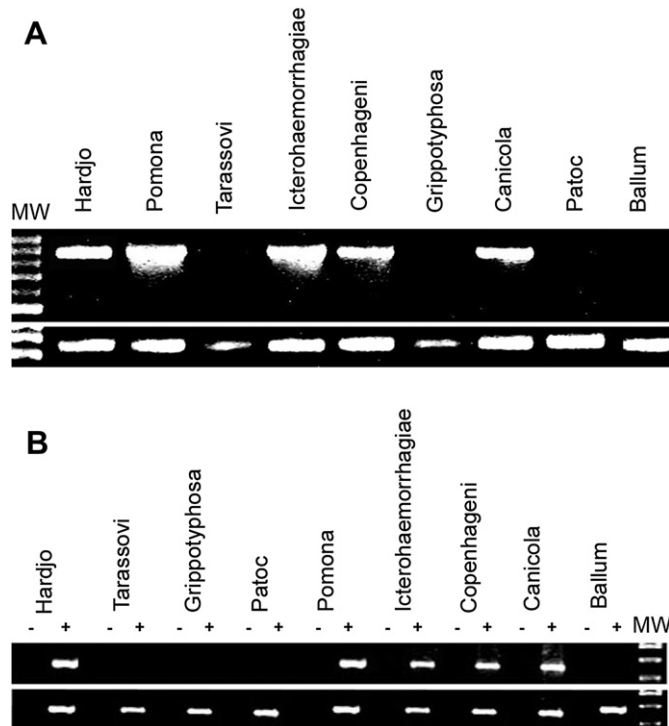 A
MW Hardjo Pomona Tarassovi Icterohaemorrhagiae Copenhageni Grippotyphosa Canicola Patoc Ballum
B
Hardjo Tarassovi Grippotyphosa Patoc Pomona Icterohaemorrhagiae Copenhageni Canicola Ballum
- + - + - + - + - + - + - + - + - + MW